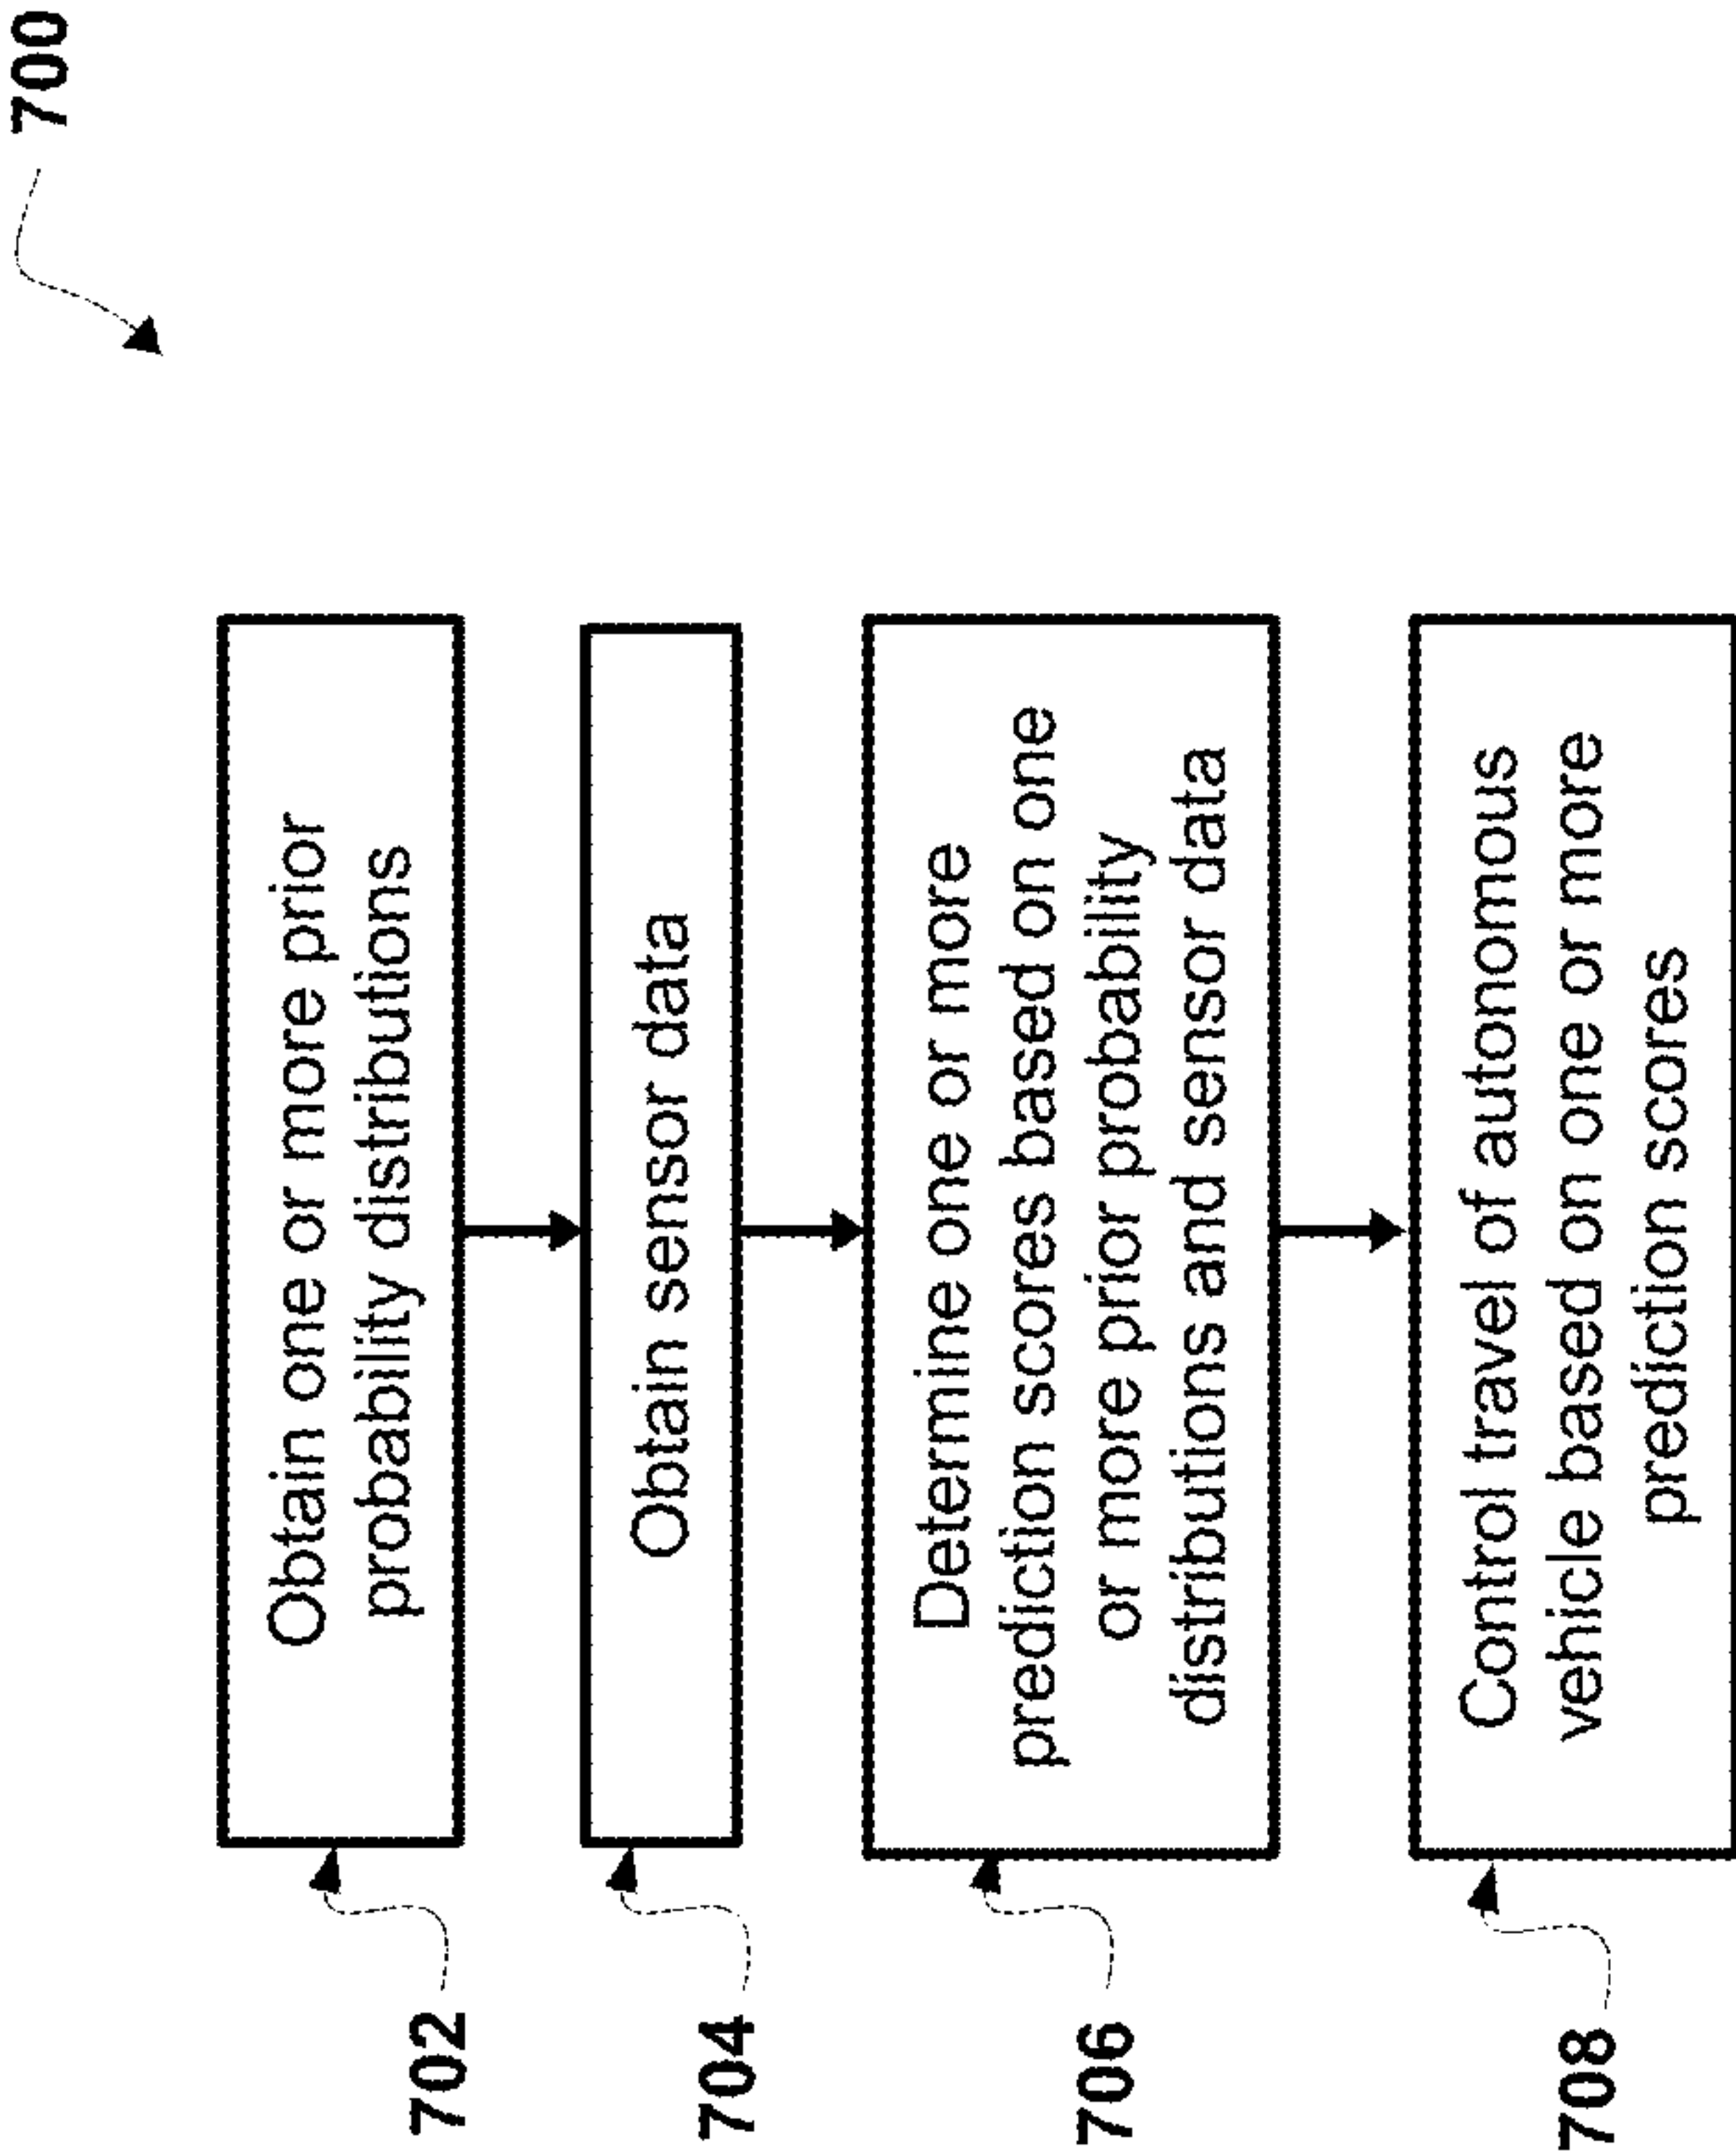 700
702
Obtain one or more prior
probability distributions
704
Obtain sensor data
706
Determine one or more
prediction scores based on one
or more prior probability
distributions and sensor data
708
Control travel of autonomous
vehicle based on one or more
prediction scores